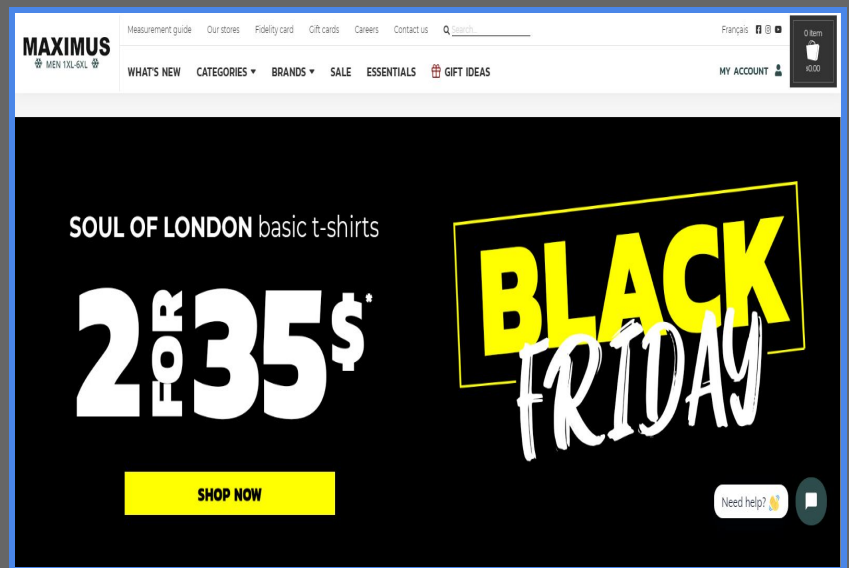 Measurement guide Our stores Fidelity card Gift cards Careers Contact us Search... Français
MAXIMUS
MEN 1XL-6XL
WHAT'S NEW CATEGORIES BRANDS SALE ESSENTIALS GIFT IDEAS MY ACCOUNT
0 Item
$0.00
SOUL OF LONDON basic t-shirts
2 FOR 35$*
SHOP NOW
BLACK
FRIDAY
Need help?